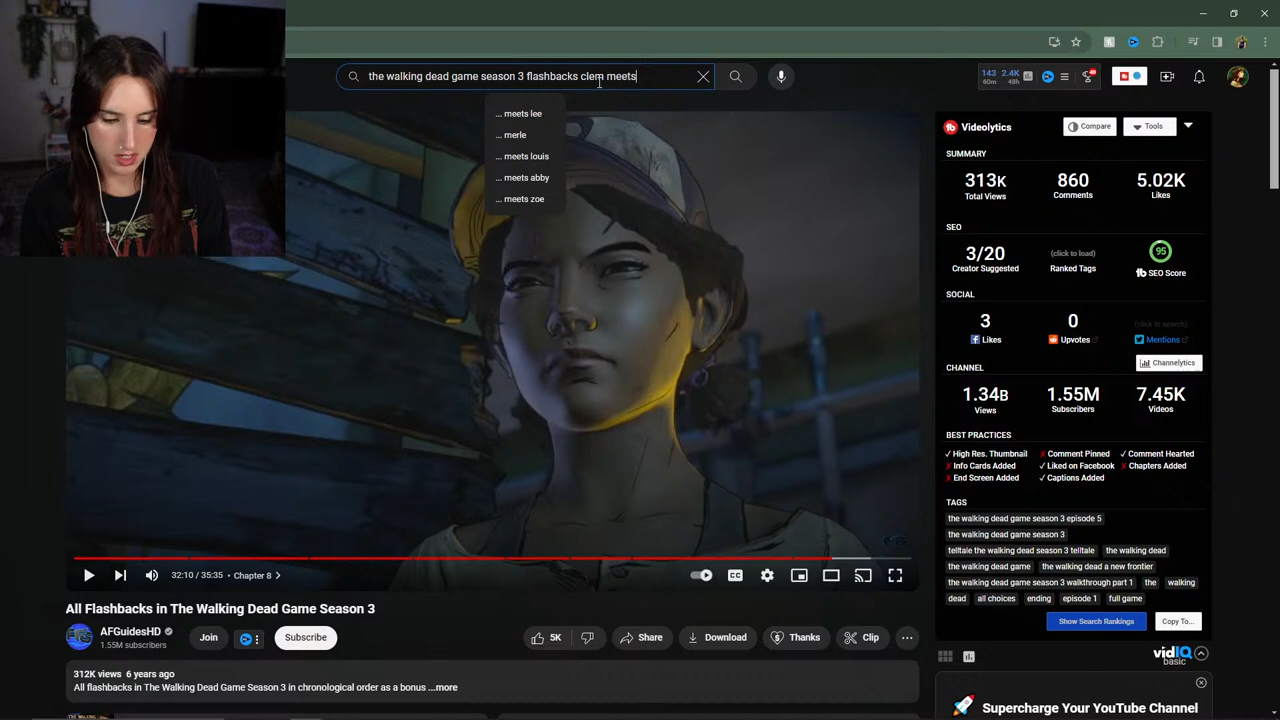 the walking dead game season 3 flashbacks clem meets
143 2.4K
60m 48h
... meets lee
... merle
... meets louis
... meets abby
... meets zoe
Videolytics
Compare
Tools
SUMMARY
313K 860 5.02K
Total Views Comments Likes
SEO
3/20 (click to load) 95
Creator Suggested Ranked Tags SEO Score
SOCIAL
3 0 (click to search)
Likes Upvotes Mentions
Channelytics
CHANNEL
1.34B 1.55M 7.45K
Views Subscribers Videos
BEST PRACTICES
High Res. Thumbnail Comment Pinned Comment Hearted
Info Cards Added Liked on Facebook Chapters Added
End Screen Added Captions Added
TAGS
the walking dead game season 3 episode 5
the walking dead game season 3
telltale the walking dead season 3 telltale the walking dead
the walking dead game the walking dead a new frontier
the walking dead game season 3 walkthrough part 1 the walking
dead all choices ending episode 1 full game
Show Search Rankings Copy To...
vidIQ
basic
Supercharge Your YouTube Channel
32:10 / 35:35 • Chapter 8
CC
All Flashbacks in The Walking Dead Game Season 3
AFGuidesHD
1.55M subscribers
Join
Subscribe
5K
Share
Download
Thanks
Clip
312K views 6 years ago
All flashbacks in The Walking Dead Game Season 3 in chronological order as a bonus ...more